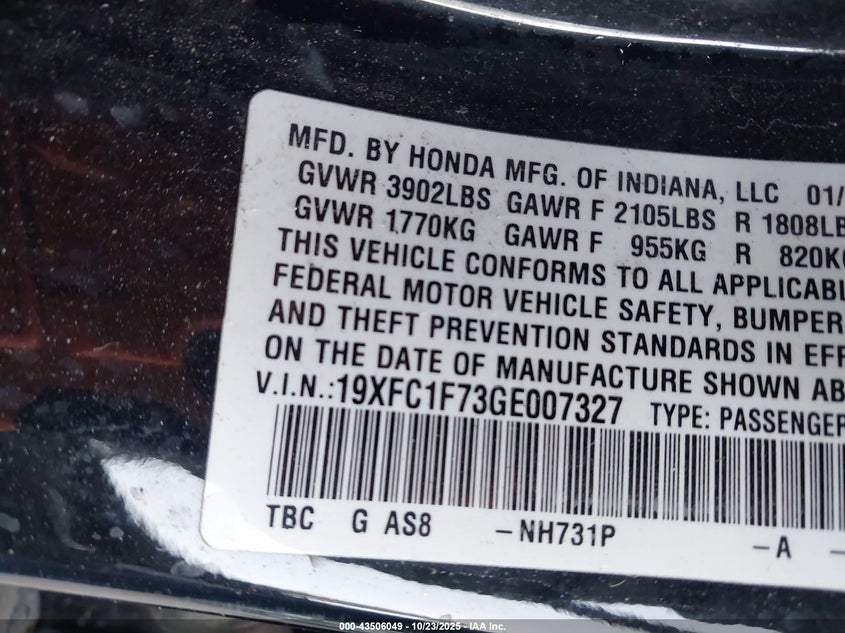 MFD. BY HONDA MFG. OF INDIANA, LLC 01/
GVWR 3902LBS GAWR F 2105LBS R 1808LB
GVWR 1770KG GAWR F 955KG R 820KG
THIS VEHICLE CONFORMS TO ALL APPLICABL
FEDERAL MOTOR VEHICLE SAFETY, BUMPER
AND THEFT PREVENTION STANDARDS IN EFF
ON THE DATE OF MANUFACTURE SHOWN AB
V.I.N.:19XFC1F73GE007327 TYPE: PASSENGER
TBC G AS8 -NH731P -A -
000-43506049 - 10/23/2025 - IAA Inc.